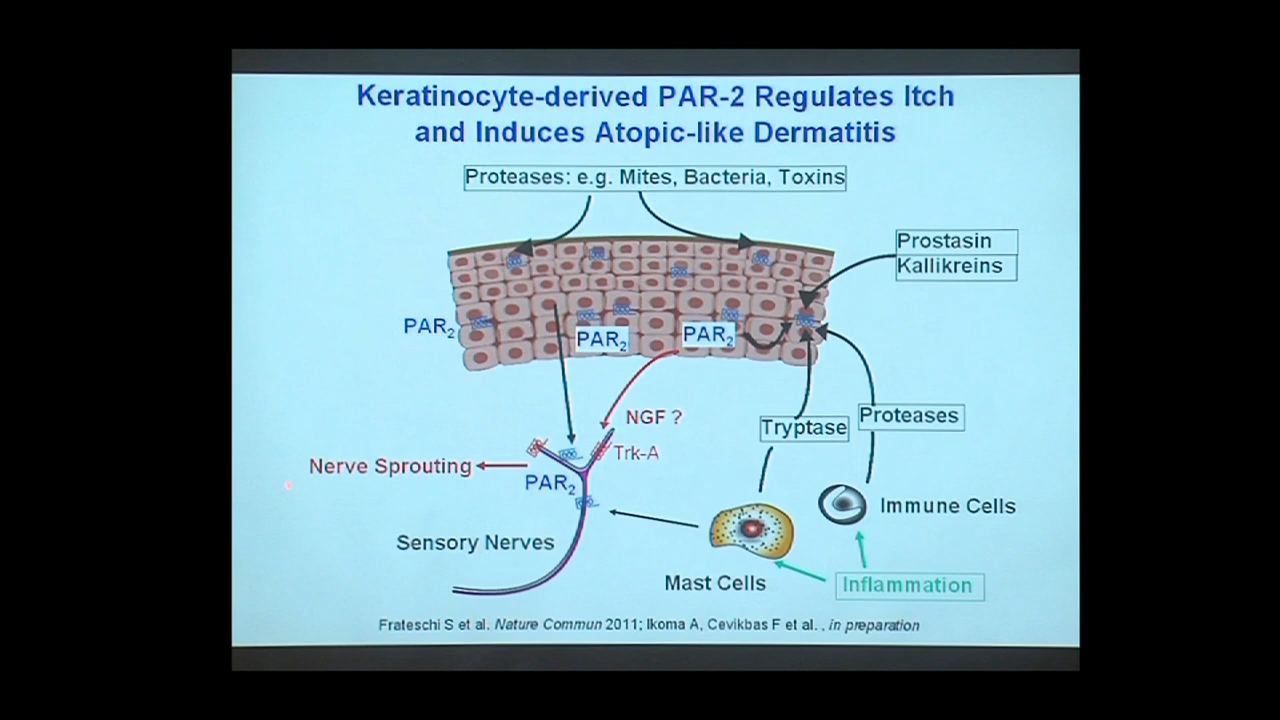 Keratinocyte-derived PAR-2 Regulates Itch
and Induces Atopic-like Dermatitis
Proteases: e.g. Mites, Bacteria, Toxins
Prostasin
Kallikreins
PAR2
PAR2
PAR2
NGF ?
Trk-A
Tryptase
Proteases
Nerve Sprouting
PAR2
Immune Cells
Sensory Nerves
Mast Cells
Inflammation
Frateschi S et al. Nature Commun 2011; Ikoma A, Cevikbas F et al. , in preparation